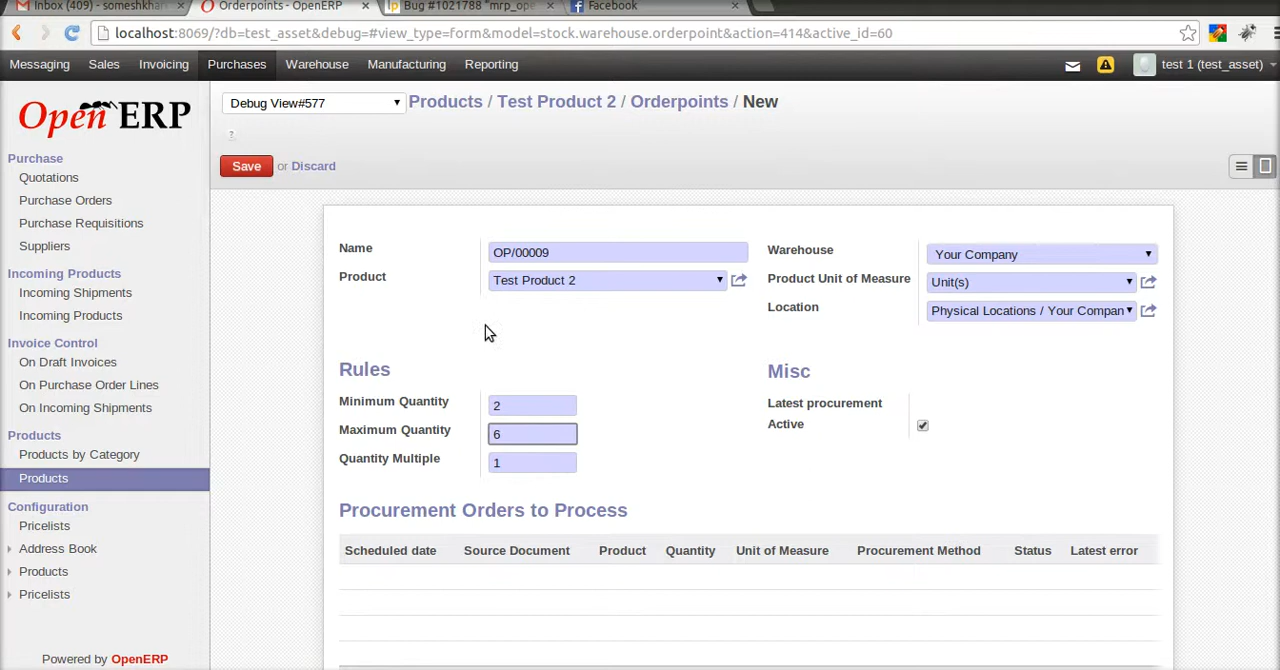 Inbox (409) - someshkhan
Orderpoints - OpenERP
Bug #1021788 "mrp_ope
Facebook
localhost:8069/?db=test_asset&debug=#view_type=form&model=stock.warehouse.orderpoint&action=414&active_id=60
Messaging Sales Invoicing Purchases Warehouse Manufacturing Reporting test 1 (test_asset)
Open ERP
Debug View#577 Products / Test Product 2 / Orderpoints / New
?
Save or Discard
Purchase
Quotations
Purchase Orders
Purchase Requisitions
Suppliers
Incoming Products
Incoming Shipments
Incoming Products
Invoice Control
On Draft Invoices
On Purchase Order Lines
On Incoming Shipments
Products
Products by Category
Products
Configuration
Pricelists
Address Book
Products
Pricelists
Powered by OpenERP
Name OP/00009
Product Test Product 2
Warehouse Your Company
Product Unit of Measure Unit(s)
Location Physical Locations / Your Compan
Rules
Minimum Quantity 2
Maximum Quantity 6
Quantity Multiple 1
Misc
Latest procurement
Active
Procurement Orders to Process
Scheduled date Source Document Product Quantity Unit of Measure Procurement Method Status Latest error